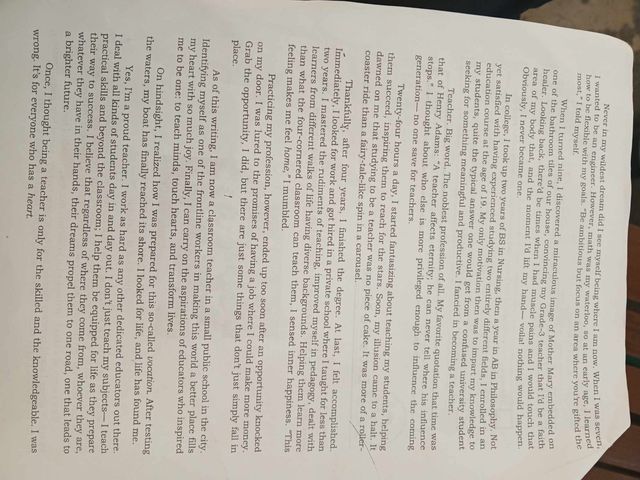 Never in my wildest dream did I see myself being where I am now. When I was seven,
I wanted to be an engineer. However, math was my waterloo, so at an early age, I learned
how to be flexible with my goals. "Be ambitious but focus on an area where you're gifted the
most," I told myself.
When I turned nine, I discovered a miraculous image of Mother Mary embedded on
one of the bathroom tiles of our house, convincing my Grade-3 teacher that I'd be a faith
healer. Looking back, there'd be times when I had muscle pains and I would touch that
area of my body that, and the moment I'd lift my hand—voila! nothing would happen.
Obviously, I never became one.
In college, I took up two years of BS in Nursing, then a year in AB in Philosophy. Not
yet satisfied with having experienced studying two entirely different fields, I enrolled in an
education course at the age of 19. My only motivation then was to impart my knowledge to
my students, quite the typical answer one would get from a confused university student
seeking for something meaningful and productive. I fancied in becoming a teacher.
Teacher. Big word. The noblest profession of all. My favorite quotation that time was
that of Henry Adams: "A teacher affects eternity; he can never tell where his influence
stops." I thought about who else is more privileged enough to influence the coming
generation—no one save for teachers.
Twenty-four hours a day, I started fantasizing about teaching my students, helping
them succeed, inspiring them to reach for the stars. Soon, my illusion came to a halt. It
dawned on me that studying to be a teacher was no piece of cake. It was more of a roller-
coaster ride than a fairy-tale-like spin in a carousel.
Thankfully, after four years, I finished the degree. At last, I felt accomplished.
Immediately, I looked for work and got hired in a private school where I taught for less than
two years. I mastered the rudiments of teaching, improved myself in pedagogy, dealt with
learners from different walks of life having diverse backgrounds. Helping them learn more
than what the four-cornered classroom can teach them, I sensed inner happiness. "This
feeling makes me feel home," I mumbled.
Practicing my profession, however, ended up too soon after an opportunity knocked
on my door. I was lured to the promises of having a job where I could make more money.
Grab the opportunity, I did, but there are just some things that don't just simply fall in
place.
As of this writing, I am now a classroom teacher in a small public school in the city.
Identifying myself as one of the frontline workers in making this world a better place fills
my heart with so much joy. Finally, I can carry on the aspirations of educators who inspired
me to be one: to teach minds, touch hearts, and transform lives.
On hindsight, I realized how I was prepared for this so-called vocation. After testing
the waters, my boat has finally reached its shore. I looked for life, and life has found me.
Yes, I'm a proud teacher. I work as hard as any other dedicated educators out there.
I deal with all kinds of students day in and day out. I don't just teach my subjects—I teach
practical skills and beyond the classroom; I help them be equipped for life as they prepare
their way to success. I believe that regardless of where they come from, whoever they are,
whatever they have in their hands, their dreams propel them to one road, one that leads to
a brighter future.
Once, I thought being a teacher is only for the skilled and the knowledgeable. I was
wrong. It's for everyone who has a heart.